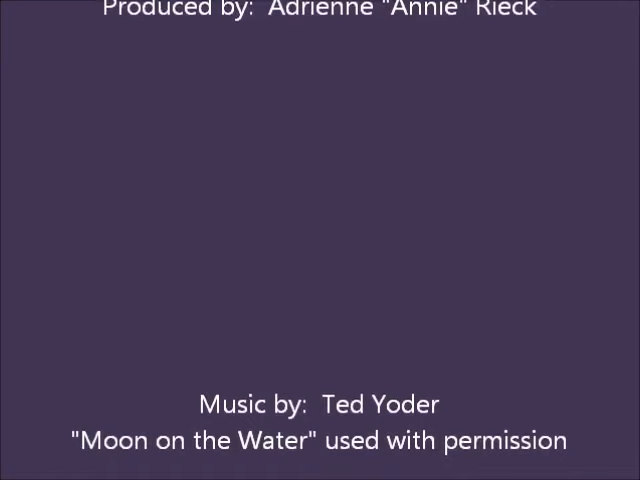 Produced by:  Adrienne "Annie" Rieck
Music by:  Ted Yoder
"Moon on the Water" used with permission